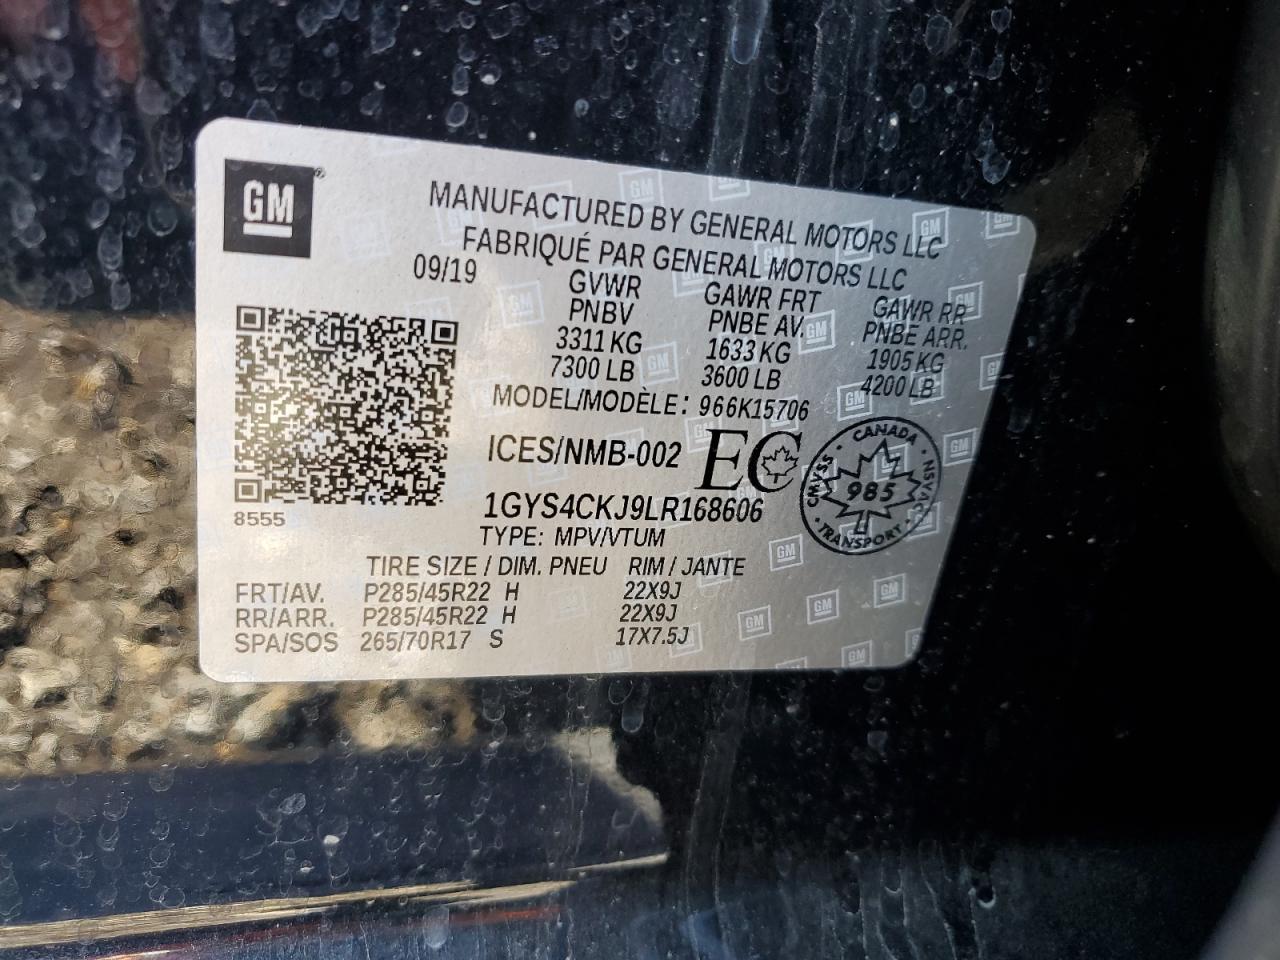 GM
MANUFACTURED BY GENERAL MOTORS LLC
FABRIQUÉ PAR GENERAL MOTORS LLC
09/19
GVWR GAWR FRT GAWR RR
PNBV PNBE AV. PNBE ARR.
3311 KG 1633 KG 1905 KG
7300 LB 3600 LB 4200 LB
MODEL/MODÈLE: 966K15706
ICES/NMB-002 EC
CANADA
CMVSS 985 NSVAC
TRANSPORT
1GYS4CKJ9LR168606
8555
TYPE: MPV/VTUM
TIRE SIZE / DIM. PNEU RIM / JANTE
FRT/AV. P285/45R22 H 22X9J
RR/ARR. P285/45R22 H 22X9J
SPA/SOS 265/70R17 S 17X7.5J